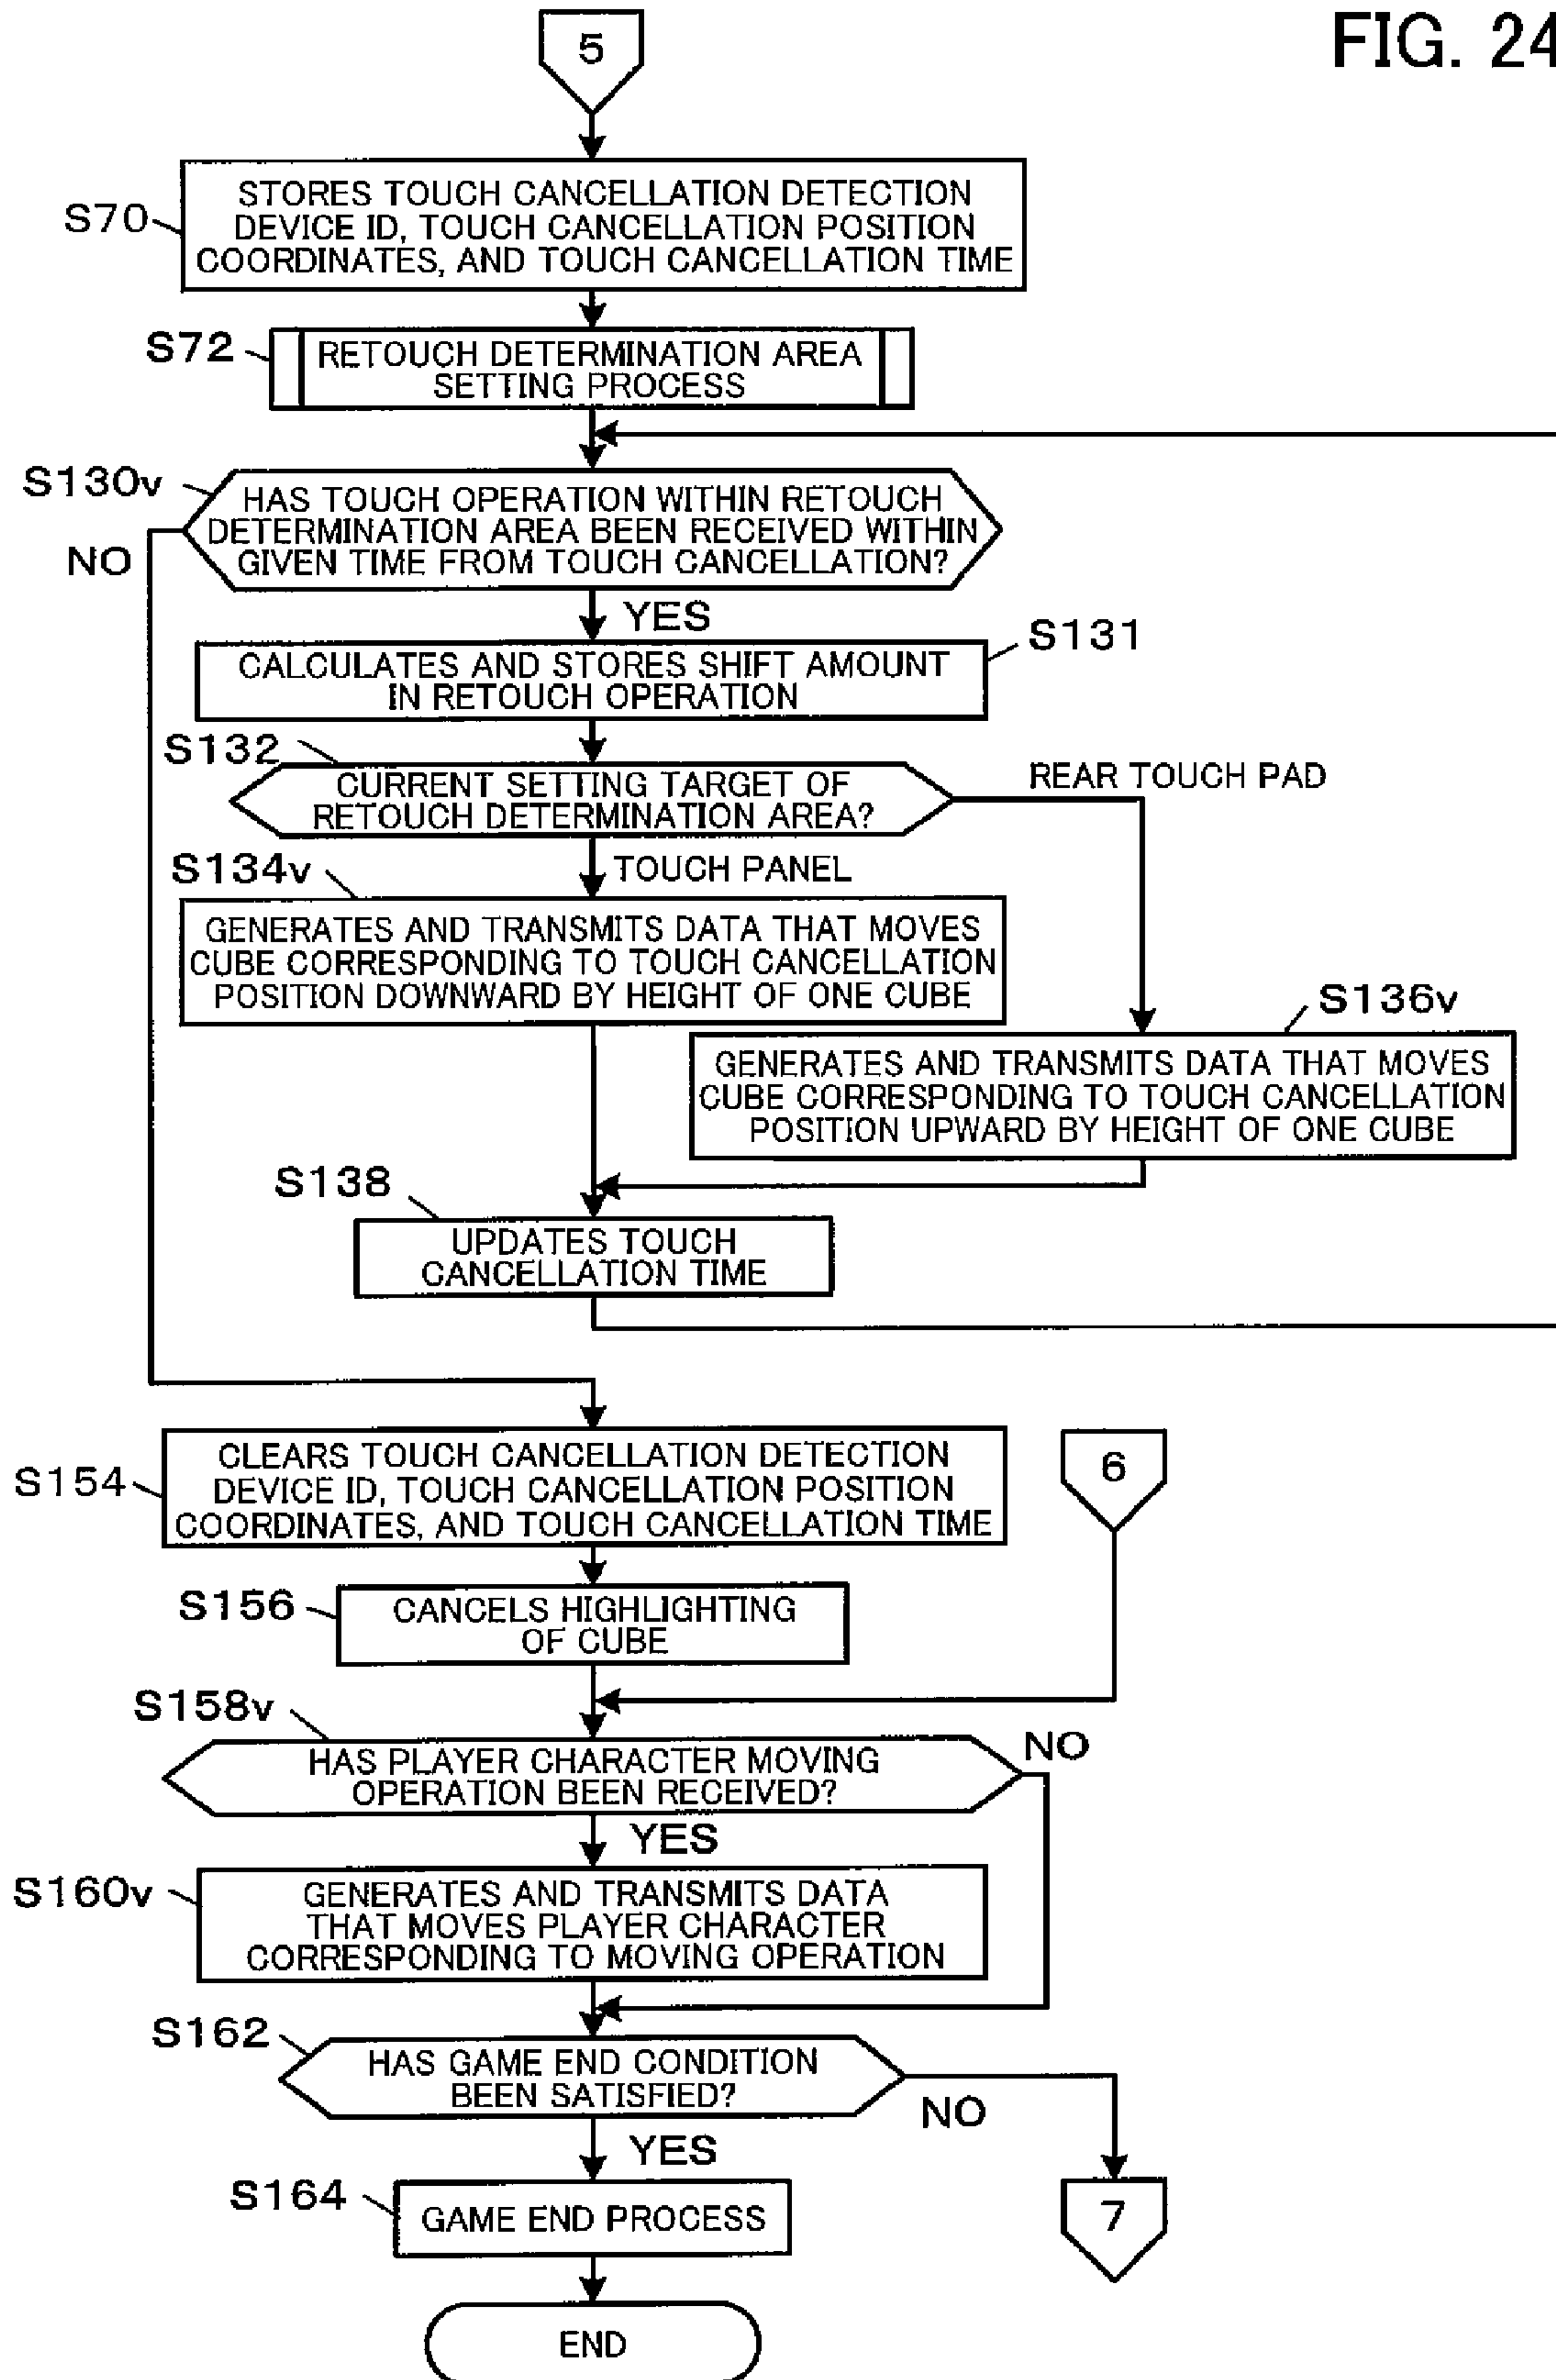 FIG. 24
5
S70
STORES TOUCH CANCELLATION DETECTION
DEVICE ID, TOUCH CANCELLATION POSITION
COORDINATES, AND TOUCH CANCELLATION TIME
S72
RETOUCH DETERMINATION AREA
SETTING PROCESS
S130v
HAS TOUCH OPERATION WITHIN RETOUCH
DETERMINATION AREA BEEN RECEIVED WITHIN
GIVEN TIME FROM TOUCH CANCELLATION?
NO
YES
S131
CALCULATES AND STORES SHIFT AMOUNT
IN RETOUCH OPERATION
S132
CURRENT SETTING TARGET OF
RETOUCH DETERMINATION AREA?
REAR TOUCH PAD
TOUCH PANEL
S134v
GENERATES AND TRANSMITS DATA THAT MOVES
CUBE CORRESPONDING TO TOUCH CANCELLATION
POSITION DOWNWARD BY HEIGHT OF ONE CUBE
S136v
GENERATES AND TRANSMITS DATA THAT MOVES
CUBE CORRESPONDING TO TOUCH CANCELLATION
POSITION UPWARD BY HEIGHT OF ONE CUBE
S138
UPDATES TOUCH
CANCELLATION TIME
S154
CLEARS TOUCH CANCELLATION DETECTION
DEVICE ID, TOUCH CANCELLATION POSITION
COORDINATES, AND TOUCH CANCELLATION TIME
6
S156
CANCELS HIGHLIGHTING
OF CUBE
S158v
HAS PLAYER CHARACTER MOVING
OPERATION BEEN RECEIVED?
NO
YES
S160v
GENERATES AND TRANSMITS DATA
THAT MOVES PLAYER CHARACTER
CORRESPONDING TO MOVING OPERATION
S162
HAS GAME END CONDITION
BEEN SATISFIED?
NO
YES
S164
GAME END PROCESS
7
END